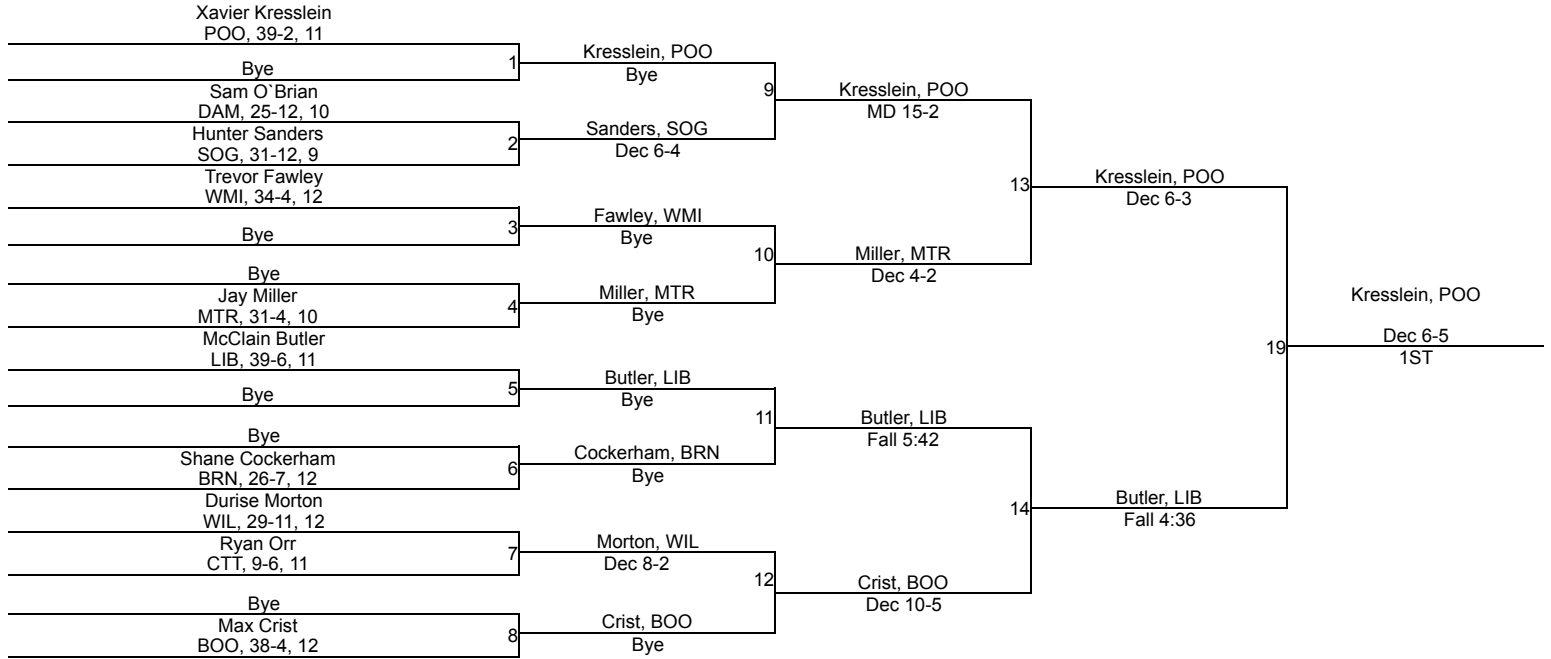 Xavier Kresslein
POO, 39-2, 11
Bye
1
Sam O`Brian
DAM, 25-12, 10
Hunter Sanders
SOG, 31-12, 9
2
Trevor Fawley
WMI, 34-4, 12
Bye
3
Bye
Jay Miller
MTR, 31-4, 10
4
McClain Butler
LIB, 39-6, 11
Bye
5
Bye
Shane Cockerham
BRN, 26-7, 12
6
Durise Morton
WIL, 29-11, 12
Ryan Orr
CTT, 9-6, 11
7
Bye
Max Crist
BOO, 38-4, 12
8
Kresslein, POO
Bye
9
Sanders, SOG
Dec 6-4
Fawley, WMI
Bye
10
Miller, MTR
Bye
Butler, LIB
Bye
11
Cockerham, BRN
Bye
Morton, WIL
Dec 8-2
12
Crist, BOO
Bye
Kresslein, POO
MD 15-2
13
Miller, MTR
Dec 4-2
Butler, LIB
Fall 5:42
14
Crist, BOO
Dec 10-5
Kresslein, POO
Dec 6-3
19
Butler, LIB
Fall 4:36
Kresslein, POO
Dec 6-5
1ST